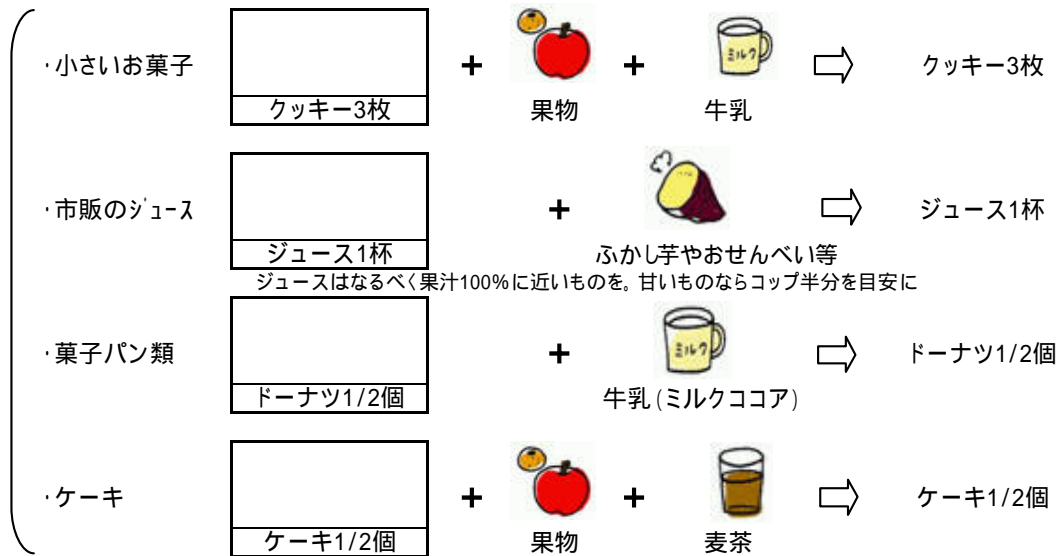 ・小さいお菓子 + + クッキー3枚
ミルク
クッキー3枚 果物 牛乳
・市販のジュース + ジュース1杯
ジュース1杯 ふかし芋やおせんべい等
ジュースはなるべく果汁100%に近いものを。甘いものならコップ半分を目安に
・菓子パン類 + ドーナツ1/2個
ミルク
ドーナツ1/2個 牛乳(ミルクココア)
・ケーキ + + ケーキ1/2個
ケーキ1/2個 果物 麦茶